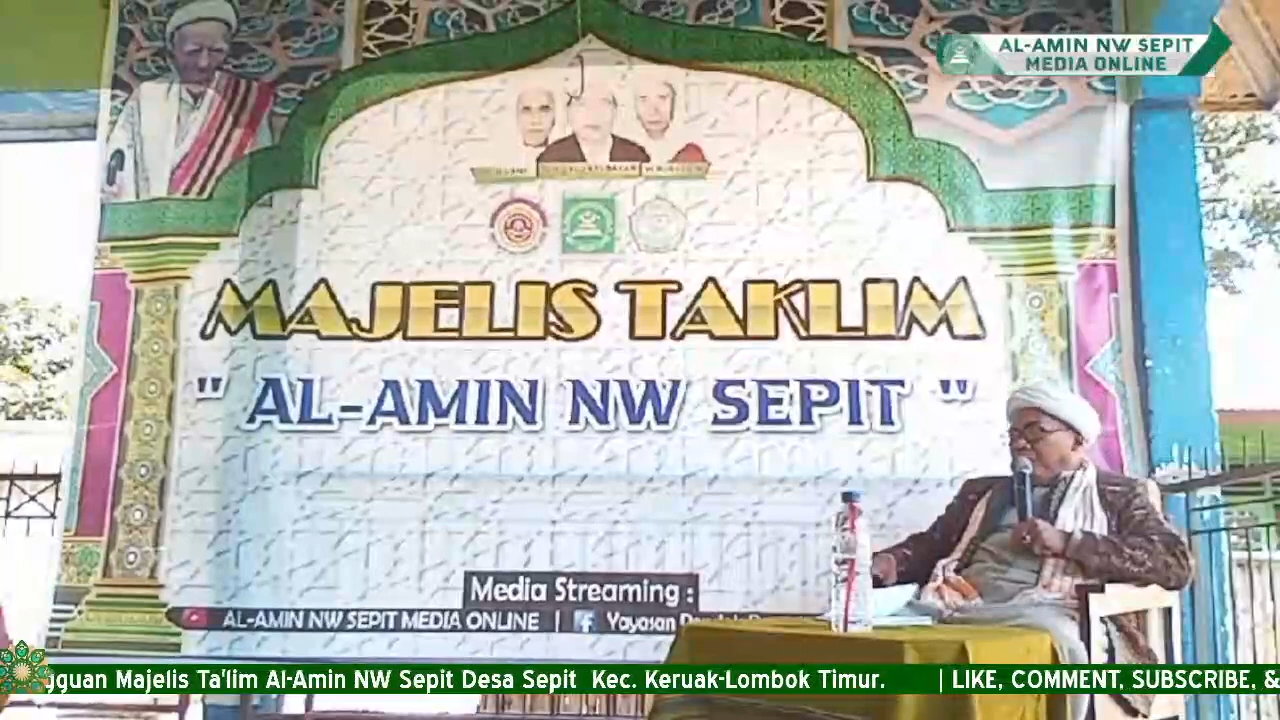 AL-AMIN NW SEPIT
MEDIA ONLINE
MAJELIS TAKLIM
" AL-AMIN NW SEPIT "
Media Streaming :
AL-AMIN NW SEPIT MEDIA ONLINE | Yayasan
gguan Majelis Ta'lim Al-Amin NW Sepit Desa Sepit Kec. Keruak-Lombok Timur. | LIKE, COMMENT, SUBSCRIBE, &